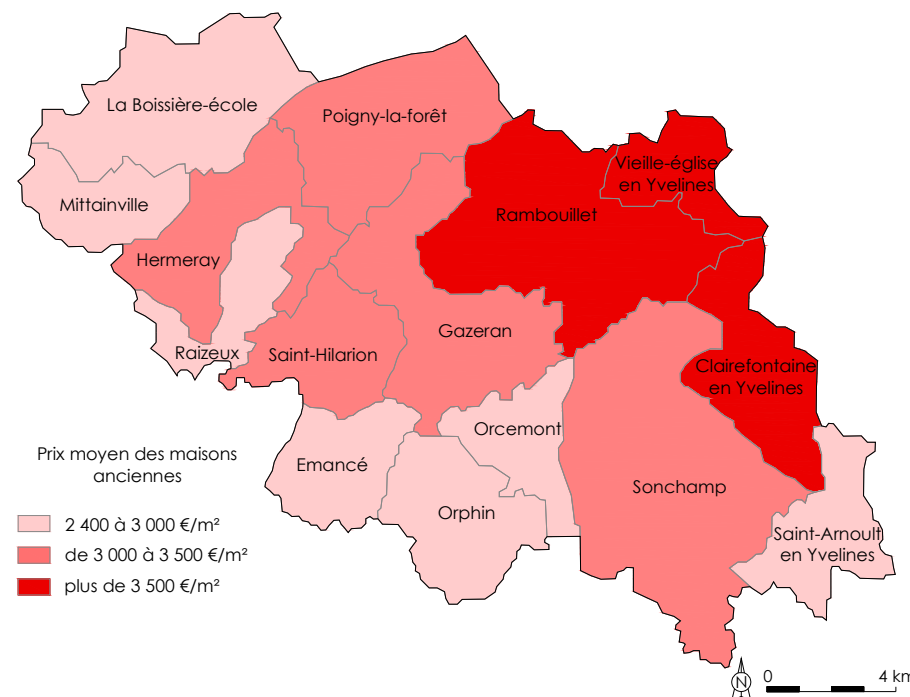 La Boissière-école
Poigny-la-forêt
Vieille-église
en Yvelines
Mittainville
Rambouillet
Hermeray
Gazeran
Raizeux
Saint-Hilarion
Clairefontaine
en Yvelines
Orcemont
Prix moyen des maisons
anciennes
Emancé
Sonchamp
Orphin
2 400 à 3 000 €/m²
Saint-Arnoult
en Yvelines
de 3 000 à 3 500 €/m²
plus de 3 500 €/m²
N
0
4 km